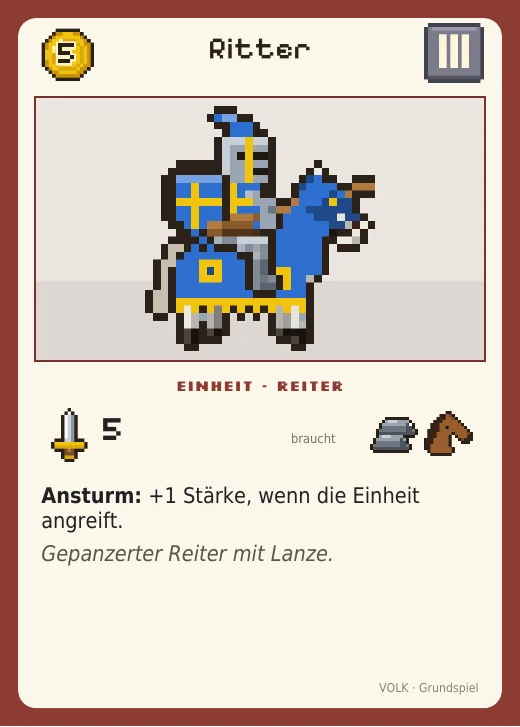 5 Ritter III
EINHEIT - REITER
5 braucht
Ansturm: +1 Stärke, wenn die Einheit
angreift.
Gepanzerter Reiter mit Lanze.
VOLK · Grundspiel